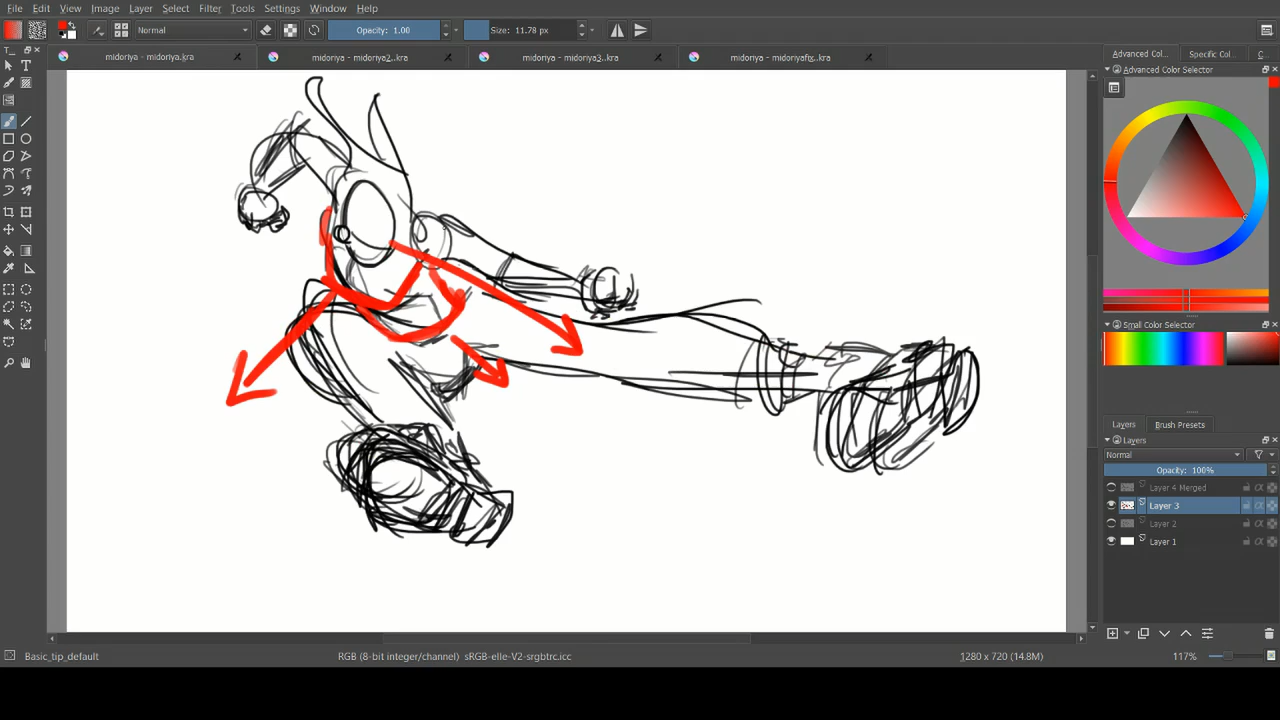 File Edit View Image Layer Select Filter Tools Settings Window Help
Normal Opacity: 1.00 Size: 11.78 px
midoriya - midoriya.kra midoriya - midoriya2..kra midoriya - midoriya3..kra midoriya - midoriyafix..kra
Advanced Col... Specific Col... C
Advanced Color Selector
Small Color Selector
Layers Brush Presets
Layers
Normal
Opacity: 100%
Layer 4 Merged
Layer 3
Layer 2
Layer 1
Basic_tip_default RGB (8-bit integer/channel) sRGB-elle-V2-srgbtrc.icc 1280 x 720 (14.8M) 117%